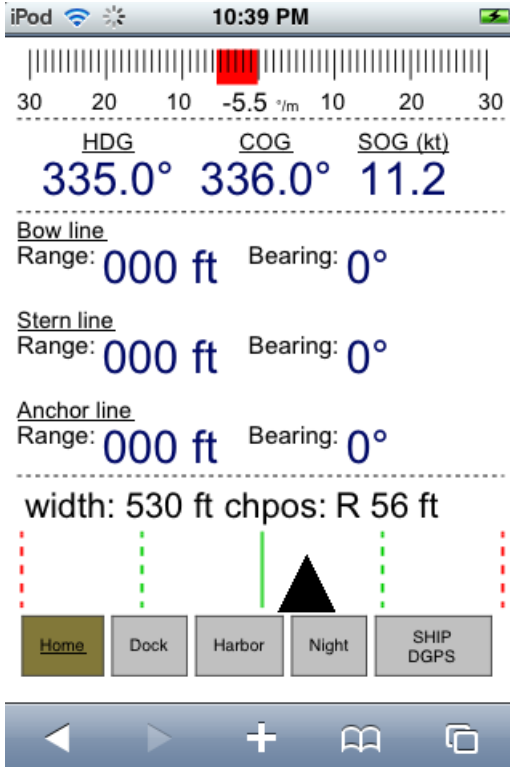 iPod 10:39 PM
30 20 10 -5.5 °/m 10 20 30
HDG COG SOG (kt)
335.0° 336.0° 11.2
Bow line
Range: 000 ft Bearing: 0°
Stern line
Range: 000 ft Bearing: 0°
Anchor line
Range: 000 ft Bearing: 0°
width: 530 ft chpos: R 56 ft
Home Dock Harbor Night SHIP
DGPS